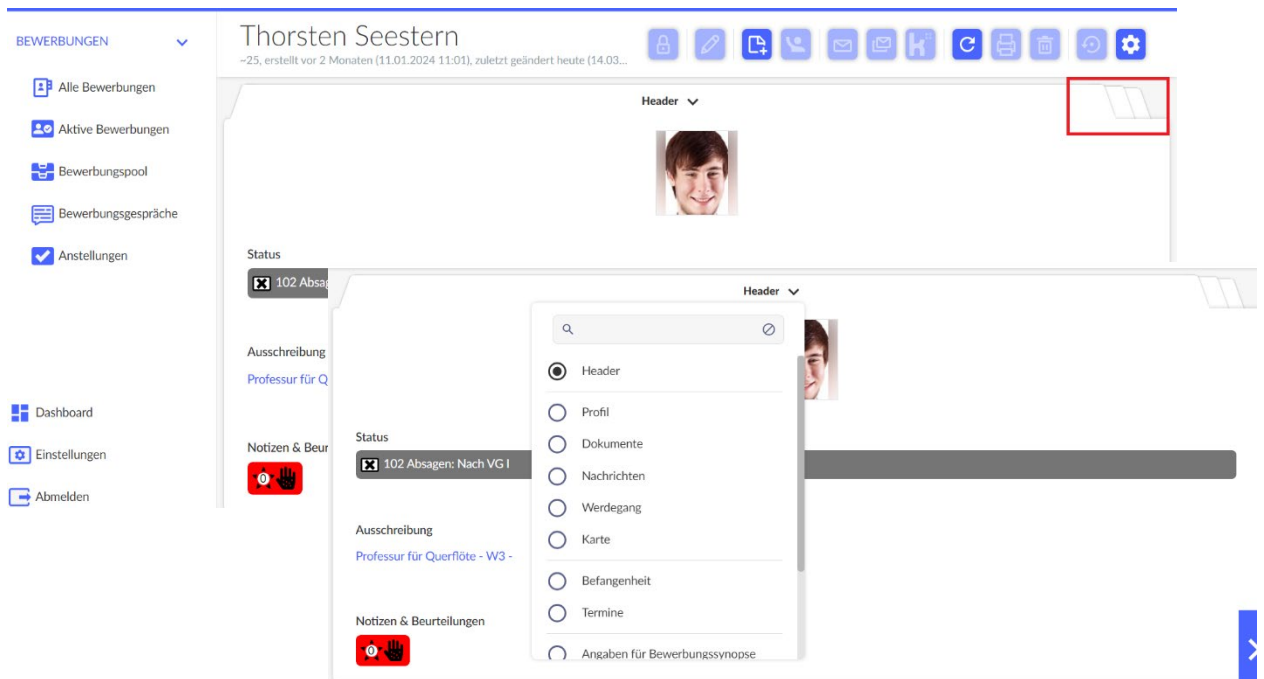 BEWERBUNGEN
Alle Bewerbungen
Aktive Bewerbungen
Bewerbungspool
Bewerbungsgespräche
Anstellungen
Dashboard
Einstellungen
Abmelden
Thorsten Seestern
~25, erstellt vor 2 Monaten (11.01.2024 11:01), zuletzt geändert heute (14.03...
Header
Status
102 Absag
Ausschreibung
Professur für Q
Notizen & Beur
0
Header
Header
Profil
Dokumente
Nachrichten
Werdegang
Karte
Befangenheit
Termine
Angaben für Bewerbungssynopse
Status
102 Absagen: Nach VG I
Ausschreibung
Professur für Querflöte - W3 -
Notizen & Beurteilungen
0